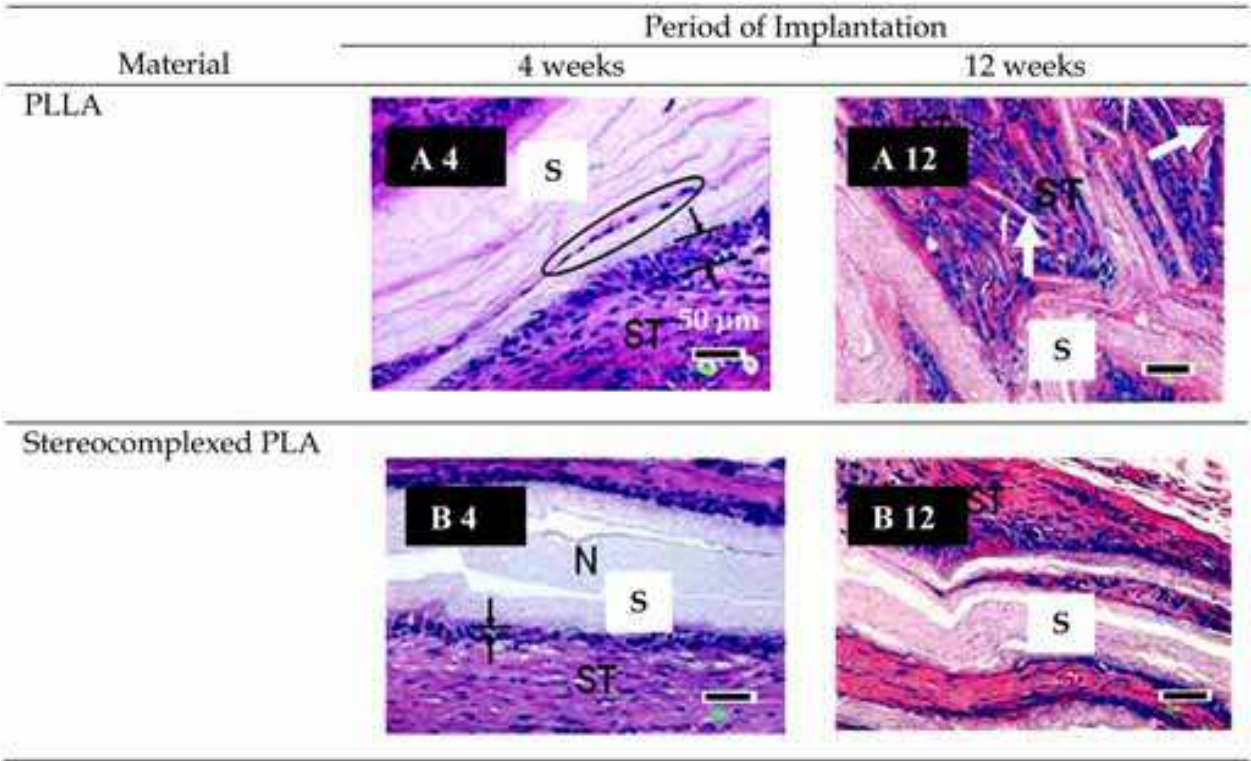 Period of Implantation
Material 4 weeks 12 weeks
PLLA
A 4 S ST 50 µm
A 12 ST S
Stereocomplexed PLA
B 4 N S ST
B 12 ST S